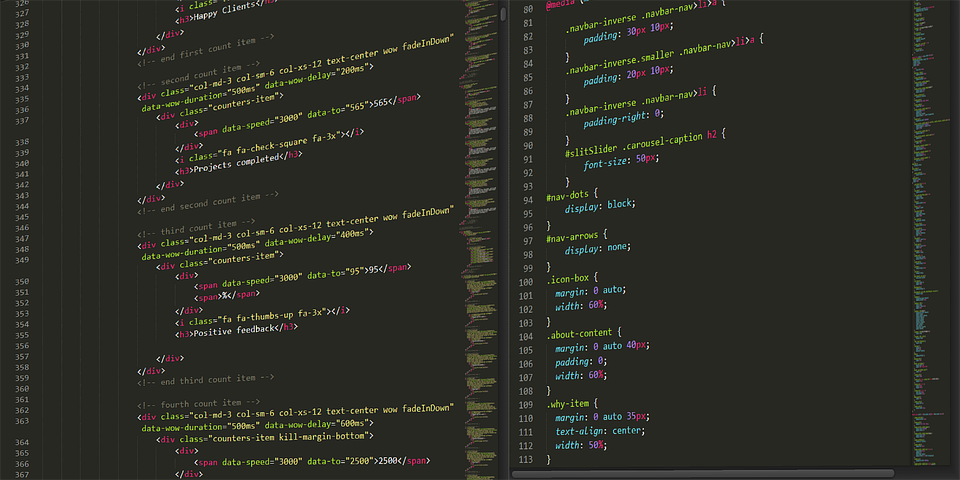 326
327
328
329
330 <i class=
331 <h3>Happy Clients</h3>
332 </div>
333 </div>
334 <!-- end first count item -->
335
336 <!-- second count item -->
337 <div class="col-md-3 col-sm-6 col-xs-12 text-center wow fadeInDown"
data-wow-duration="500ms" data-wow-delay="200ms">
338 <div class="counters-item">
339 <div>
340 <span data-speed="3000" data-to="565">565</span>
341 </div>
342 <i class="fa fa-check-square fa-3x"></i>
343 <h3>Projects completed</h3>
344 </div>
345 </div>
346 <!-- end second count item -->
347
348 <!-- third count item -->
349 <div class="col-md-3 col-sm-6 col-xs-12 text-center wow fadeInDown"
data-wow-duration="500ms" data-wow-delay="400ms">
350 <div class="counters-item">
351 <div>
352 <span data-speed="3000" data-to="95">95</span>
353 <span>%</span>
354 </div>
355 <i class="fa fa-thumbs-up fa-3x"></i>
356 <h3>Positive feedback</h3>
357
358 </div>
359 </div>
360 <!-- end third count item -->
361
362 <!-- fourth count item -->
363 <div class="col-md-3 col-sm-6 col-xs-12 text-center wow fadeInDown"
data-wow-duration="500ms" data-wow-delay="600ms">
364 <div class="counters-item kill-margin-bottom">
365 <div>
366 <span data-speed="3000" data-to="2500">2500</span>
367 </div>
80
81 @media
82 .navbar-inverse .navbar-nav>li>a {
83 padding: 30px 10px;
84 }
85 .navbar-inverse.smaller .navbar-nav>li>a {
86 padding: 20px 10px;
87 }
88 .navbar-inverse .navbar-nav>li {
89 padding-right: 0;
90 }
91 #slitSlider .carousel-caption h2 {
92 font-size: 50px;
93 }
94 #nav-dots {
95 display: block;
96 }
97 #nav-arrows {
98 display: none;
99 }
100 .icon-box {
101 margin: 0 auto;
102 width: 60%;
103 }
104 .about-content {
105 margin: 0 auto 40px;
106 padding: 0;
107 width: 60%;
108 }
109 .why-item {
110 margin: 0 auto 35px;
111 text-align: center;
112 width: 50%;
113 }